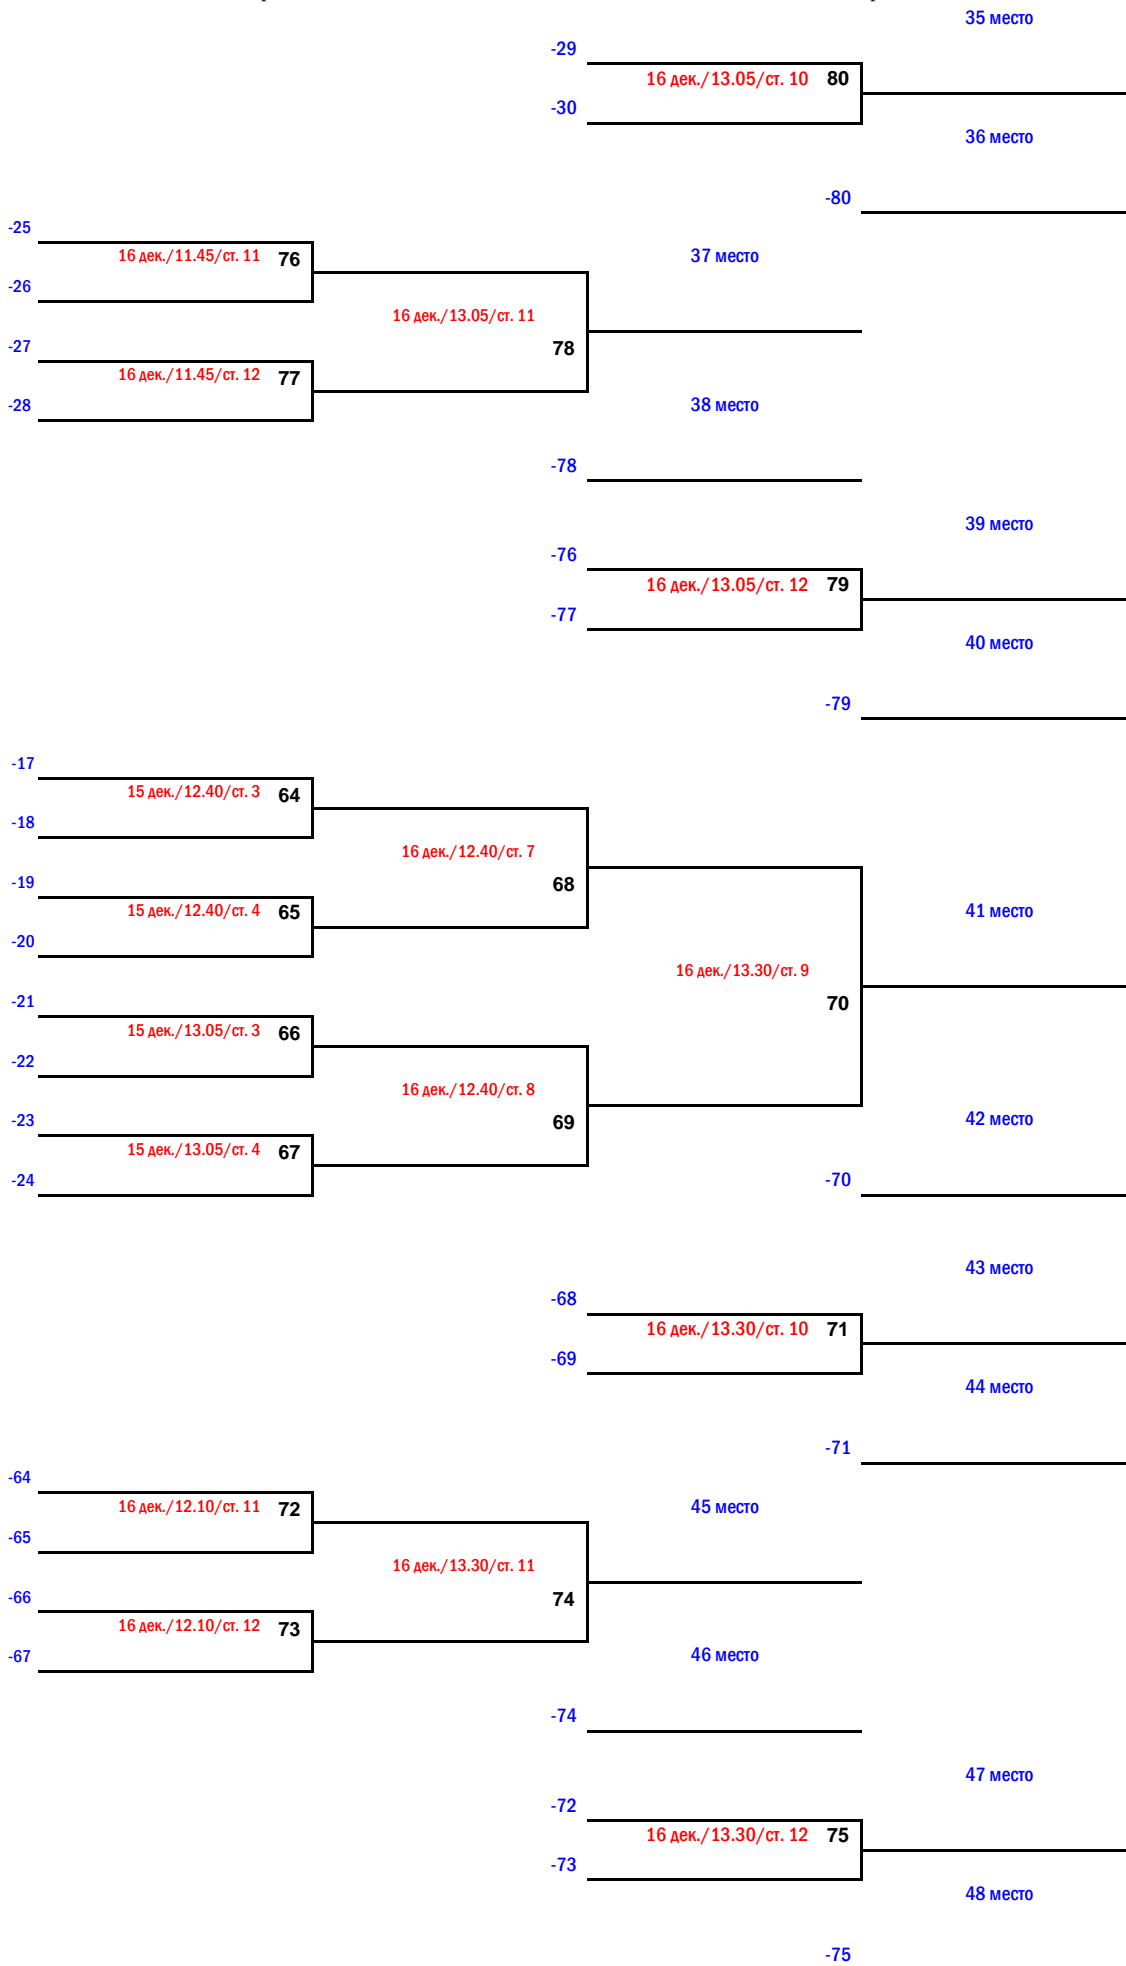 35 место
-29
16 дек./13.05/ст. 10 80
-30
36 место
-80
-25
16 дек./11.45/ст. 11 76
37 место
-26
16 дек./13.05/ст. 11
-27
78
16 дек./11.45/ст. 12 77
-28
38 место
-78
39 место
-76
16 дек./13.05/ст. 12 79
-77
40 место
-79
-17
15 дек./12.40/ст. 3 64
-18
16 дек./12.40/ст. 7
-19
68
15 дек./12.40/ст. 4 65
41 место
-20
16 дек./13.30/ст. 9
-21
70
15 дек./13.05/ст. 3 66
-22
16 дек./12.40/ст. 8
-23
69
42 место
15 дек./13.05/ст. 4 67
-24
-70
43 место
-68
16 дек./13.30/ст. 10 71
-69
44 место
-71
-64
16 дек./12.10/ст. 11 72
45 место
-65
16 дек./13.30/ст. 11
-66
74
16 дек./12.10/ст. 12 73
-67
46 место
-74
47 место
-72
16 дек./13.30/ст. 12 75
-73
48 место
-75